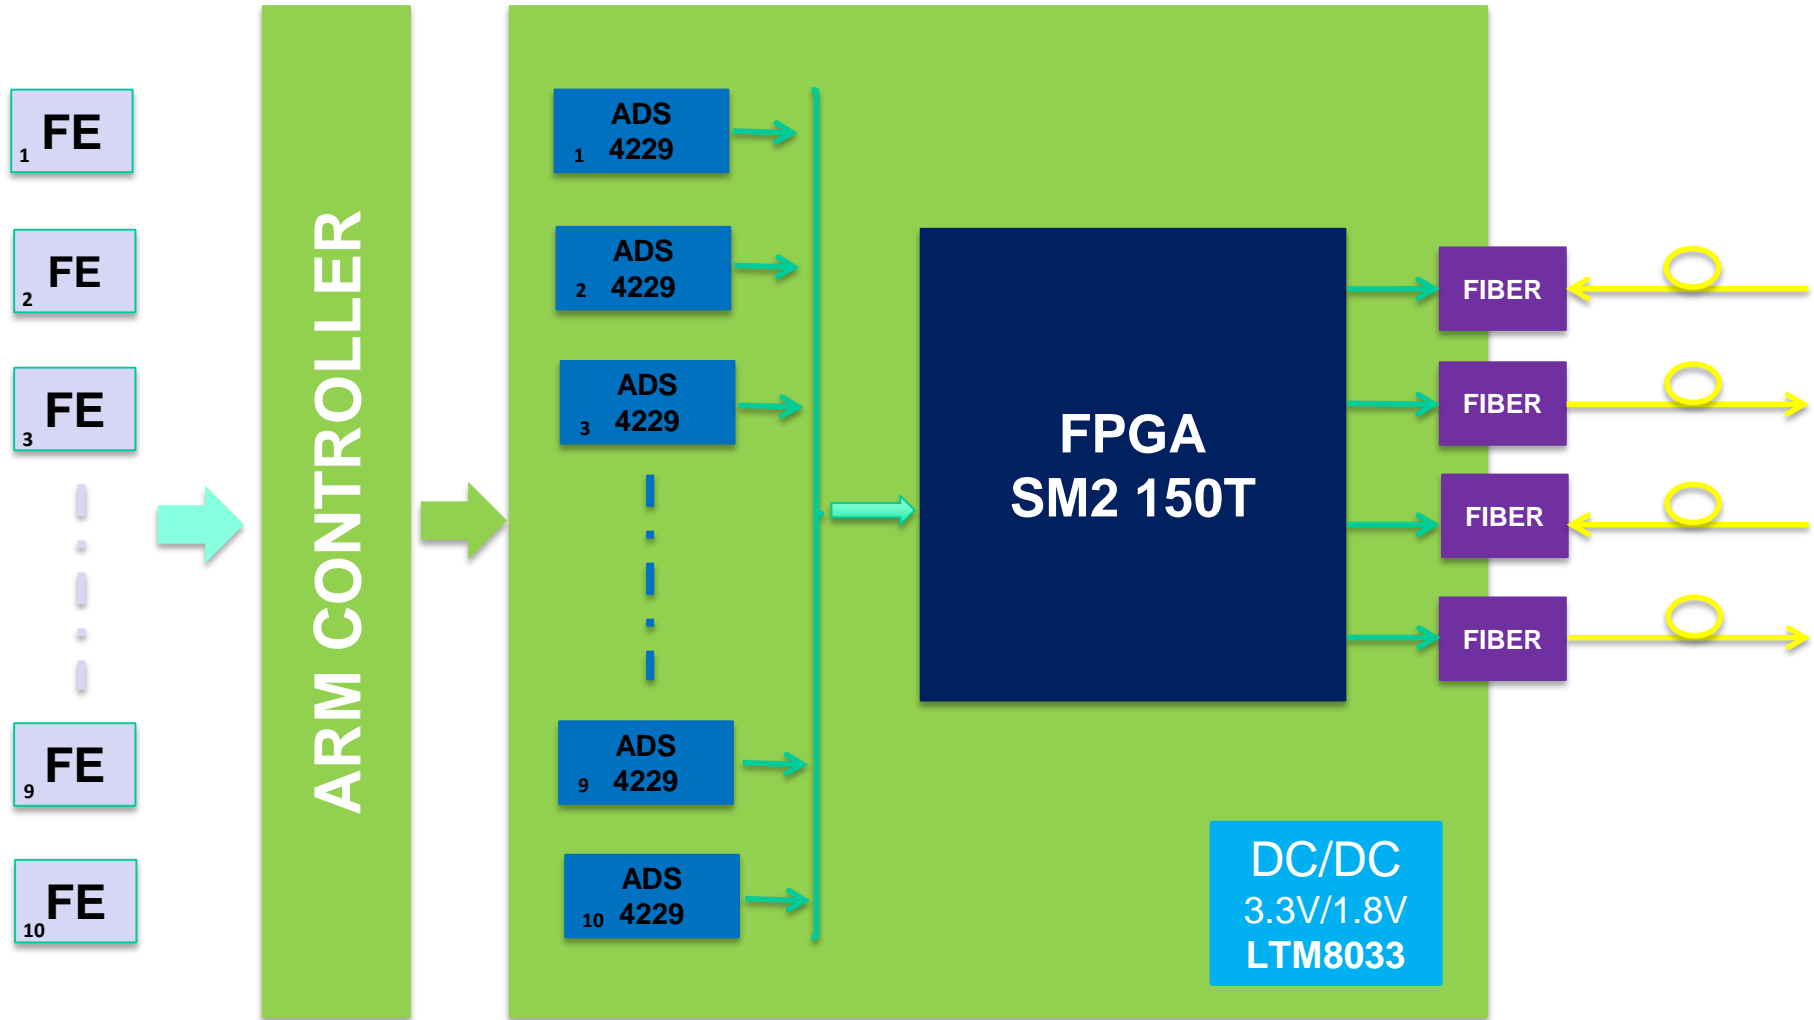 FE
1
FE
2
FE
3
FE
9
FE
10
ARM CONTROLLER
ADS
1 4229
ADS
2 4229
ADS
3 4229
ADS
9 4229
ADS
10 4229
FPGA
SM2 150T
FIBER
FIBER
FIBER
FIBER
DC/DC
3.3V/1.8V
LTM8033